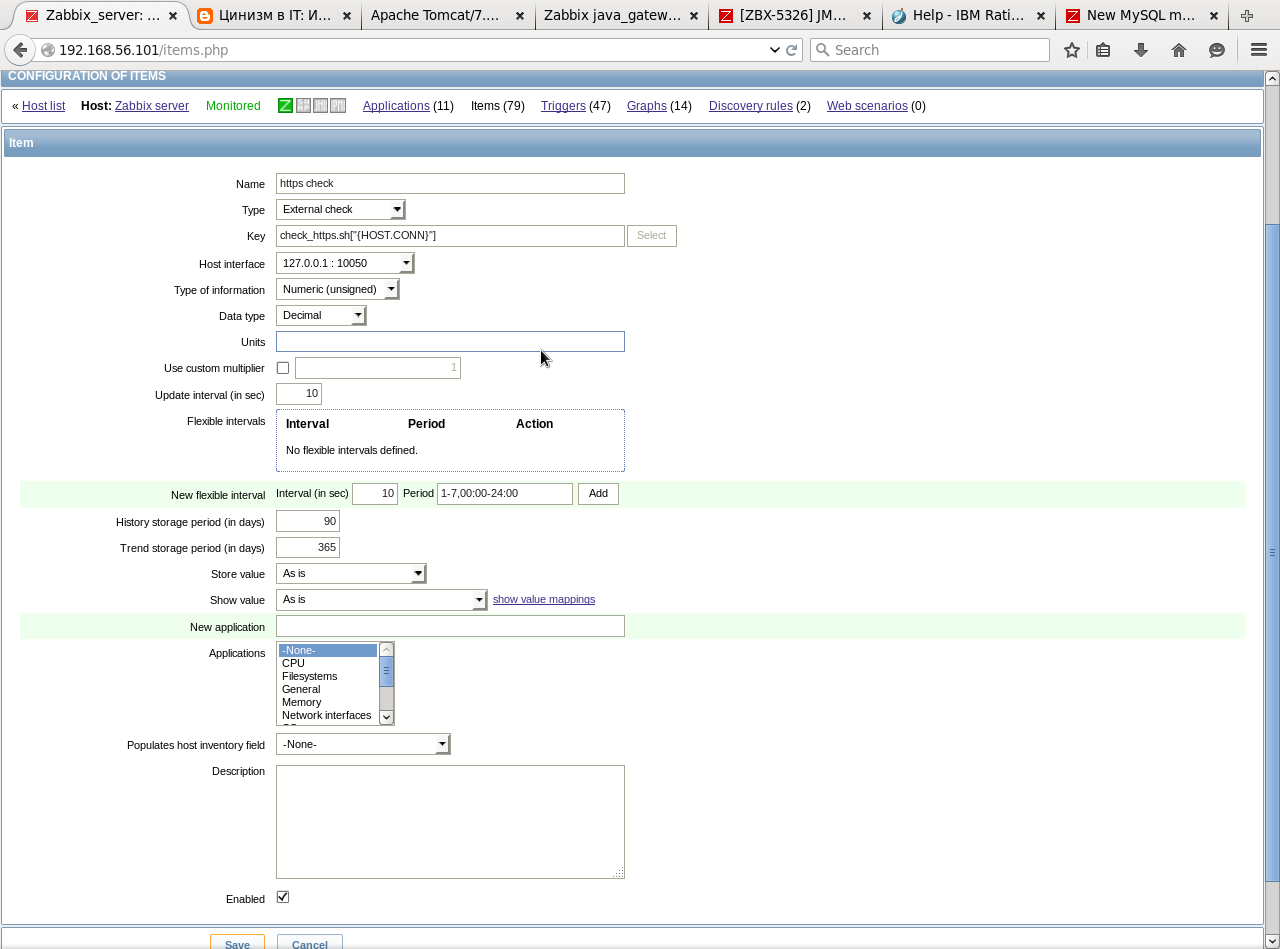 Zabbix_server: ...
Цинизм в IT: И...
Apache Tomcat/7....
Zabbix java_gatew...
[ZBX-5326] JM...
Help - IBM Rati...
New MySQL m...
192.168.56.101/items.php
Search
CONFIGURATION OF ITEMS
« Host list Host: Zabbix server Monitored Applications (11) Items (79) Triggers (47) Graphs (14) Discovery rules (2) Web scenarios (0)
Item
Name https check
Type External check
Key check_https.sh["{HOST.CONN}"] Select
Host interface 127.0.0.1 : 10050
Type of information Numeric (unsigned)
Data type Decimal
Units
Use custom multiplier 1
Update interval (in sec) 10
Flexible intervals Interval Period Action
No flexible intervals defined.
New flexible interval Interval (in sec) 10 Period 1-7,00:00-24:00 Add
History storage period (in days) 90
Trend storage period (in days) 365
Store value As is
Show value As is show value mappings
New application
Applications -None-
CPU
Filesystems
General
Memory
Network interfaces
Populates host inventory field -None-
Description
Enabled
Save Cancel